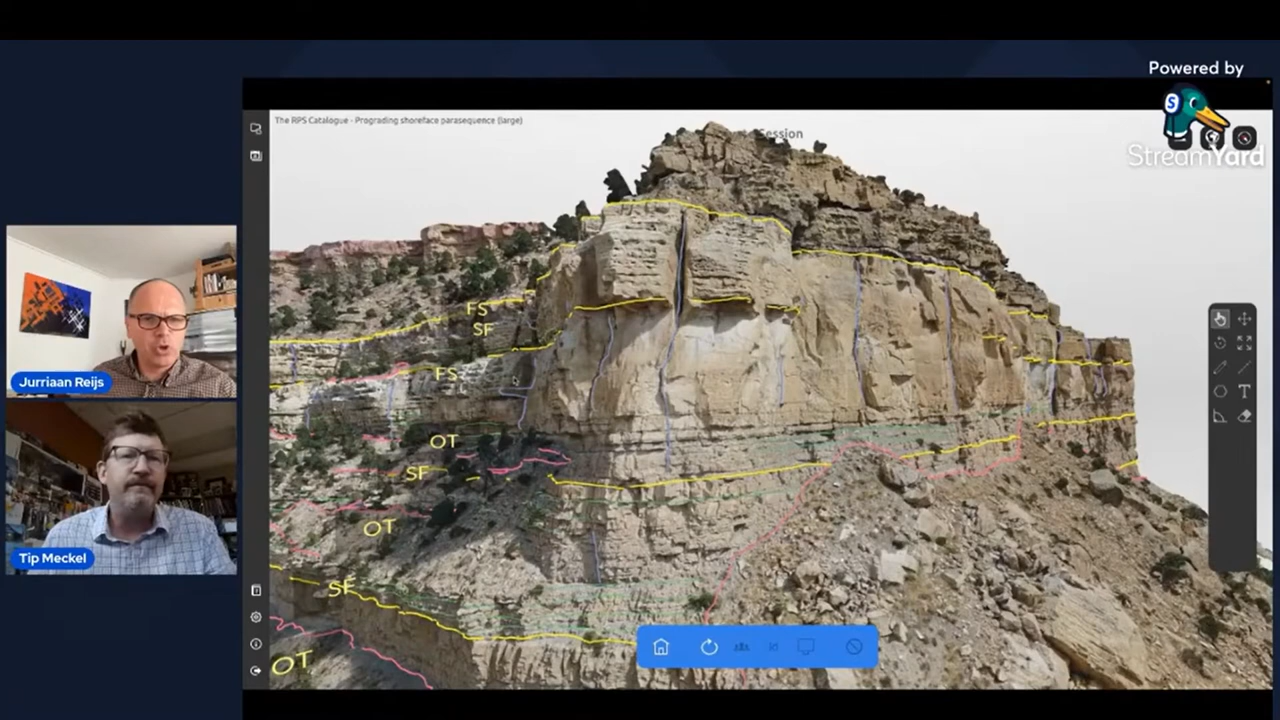 Powered by
StreamYard
The RPS Catalogue - Prograding shoreface parasequence (large)
Session
FS
SF
FS
OT
SF
OT
SF
OT
Jurriaan Reijs
Tip Meckel